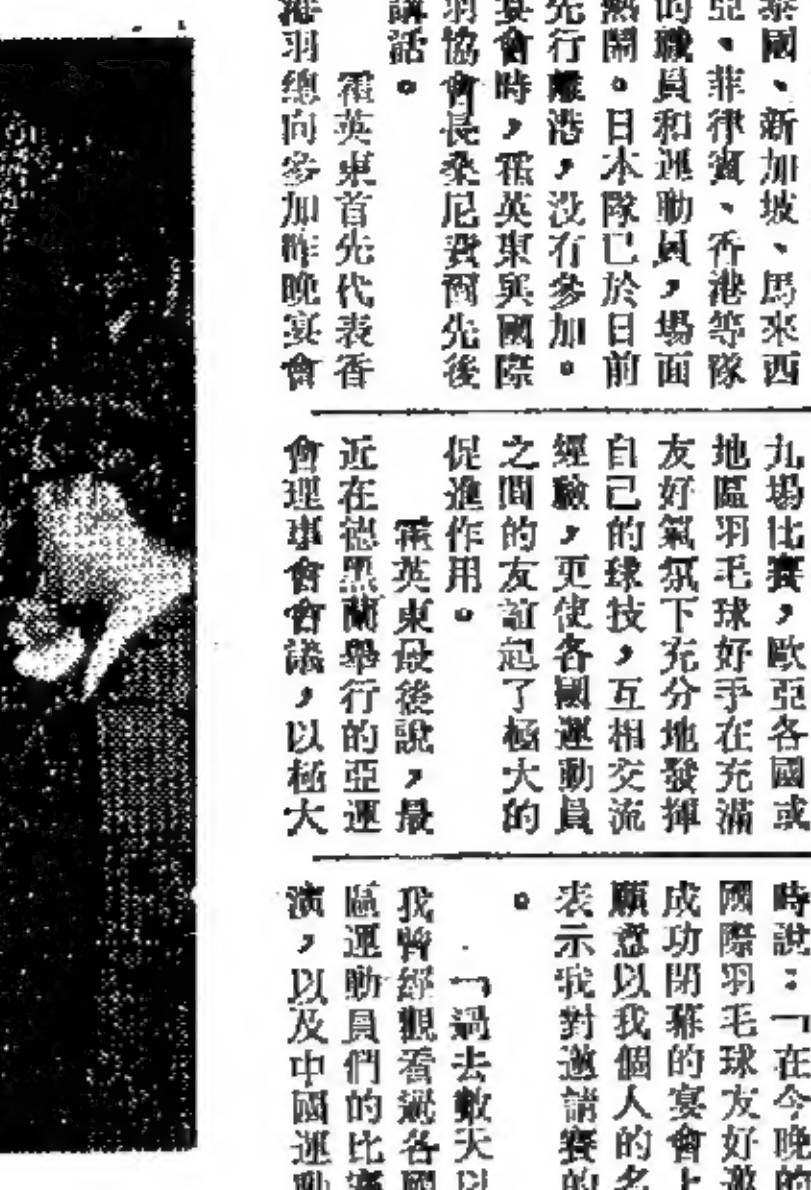 泰國、新加坡、馬來西
亞、菲律賓、香港等隊
的職員和運動員，場面
熱鬧。日本隊已於日前
先行離港，没有參加。
宴會時，霍英東與國際
羽協會長桑尼費爾先後
講話。
霍英東首先代表香
港羽總向參加昨晚宴會
九場比賽，歐亞各國或
地區羽毛球好手在充滿
友好氣氛下充分地發揮
自己的球技，互相交流
經驗，更使各國運動員
之間的友誼起了極大的
促進作用。
霍英東最後說，最
近在德黑蘭舉行的亞運
會理事會會議，以極大
時說：「在今晚的
國際羽毛球友好邀
成功閉幕的宴會上
願意以我個人的名
表示我對邀請賽的
。
「過去數天以
我曾經觀看過各國
區運動員們的比賽
演，以及中國運動